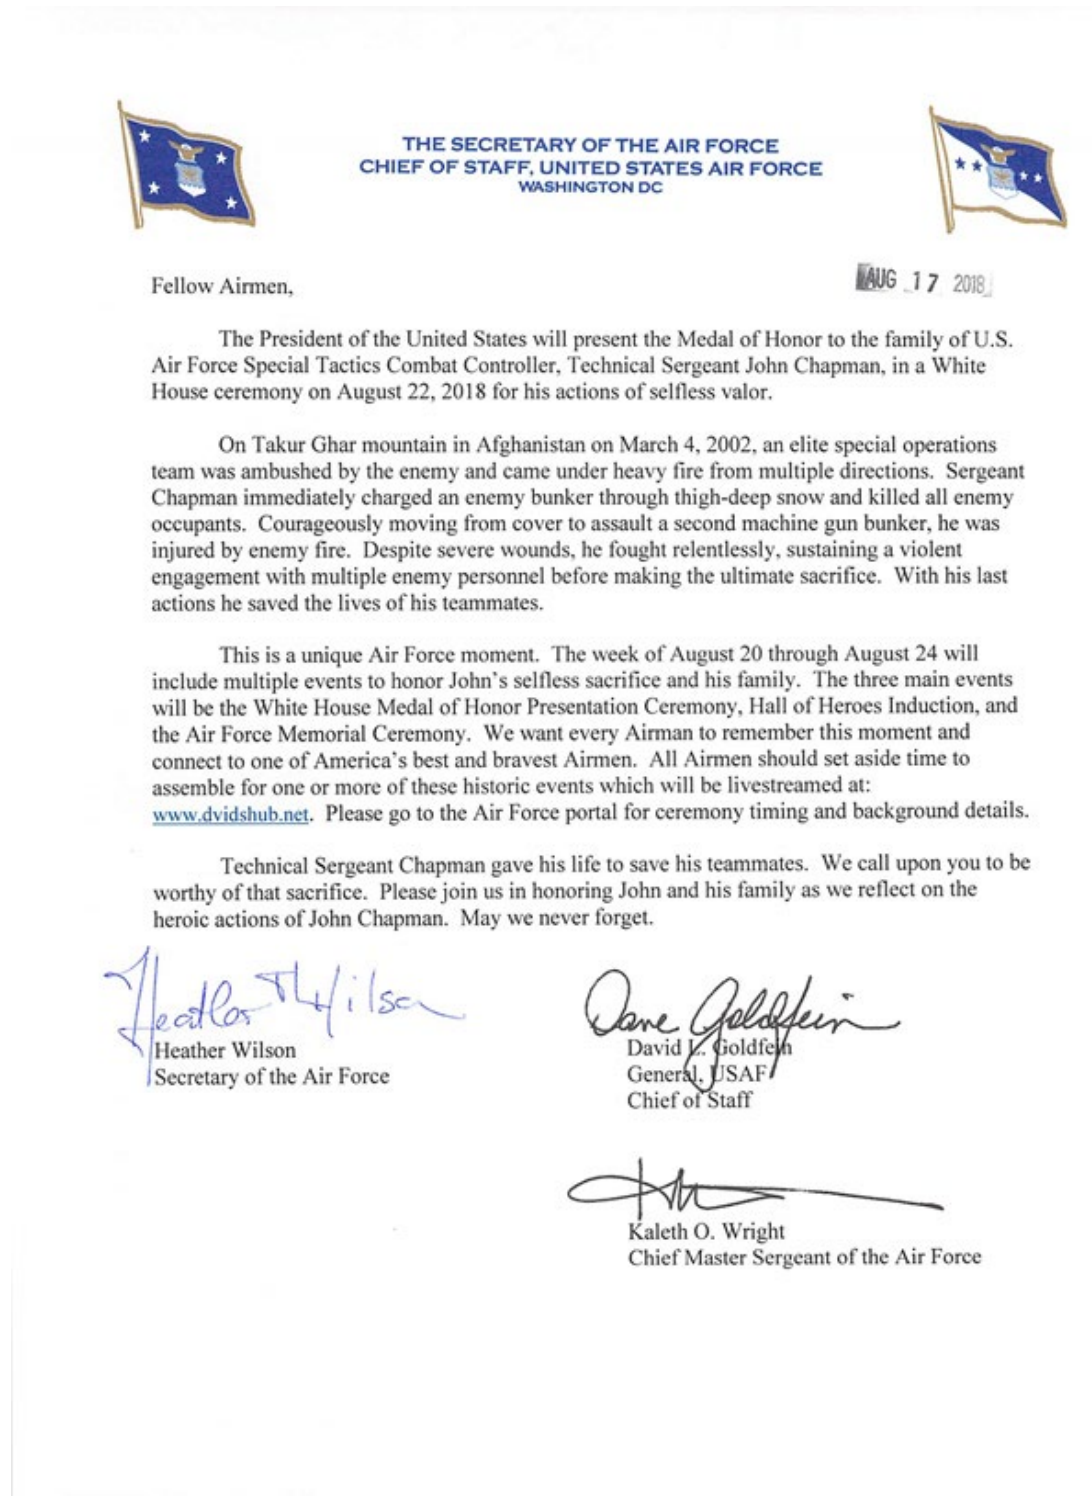 THE SECRETARY OF THE AIR FORCE
CHIEF OF STAFF, UNITED STATES AIR FORCE
WASHINGTON DC
AUG 17 2018
Fellow Airmen,
The President of the United States will present the Medal of Honor to the family of U.S.
Air Force Special Tactics Combat Controller, Technical Sergeant John Chapman, in a White
House ceremony on August 22, 2018 for his actions of selfless valor.
On Takur Ghar mountain in Afghanistan on March 4, 2002, an elite special operations
team was ambushed by the enemy and came under heavy fire from multiple directions. Sergeant
Chapman immediately charged an enemy bunker through thigh-deep snow and killed all enemy
occupants. Courageously moving from cover to assault a second machine gun bunker, he was
injured by enemy fire. Despite severe wounds, he fought relentlessly, sustaining a violent
engagement with multiple enemy personnel before making the ultimate sacrifice. With his last
actions he saved the lives of his teammates.
This is a unique Air Force moment. The week of August 20 through August 24 will
include multiple events to honor John's selfless sacrifice and his family. The three main events
will be the White House Medal of Honor Presentation Ceremony, Hall of Heroes Induction, and
the Air Force Memorial Ceremony. We want every Airman to remember this moment and
connect to one of America's best and bravest Airmen. All Airmen should set aside time to
assemble for one or more of these historic events which will be livestreamed at:
www.dvidshub.net. Please go to the Air Force portal for ceremony timing and background details.
Technical Sergeant Chapman gave his life to save his teammates. We call upon you to be
worthy of that sacrifice. Please join us in honoring John and his family as we reflect on the
heroic actions of John Chapman. May we never forget.
Heather Wilson
Heather Wilson
Secretary of the Air Force
Dave Goldfein
David L. Goldfein
General, USAF
Chief of Staff
Kaleth O. Wright
Chief Master Sergeant of the Air Force